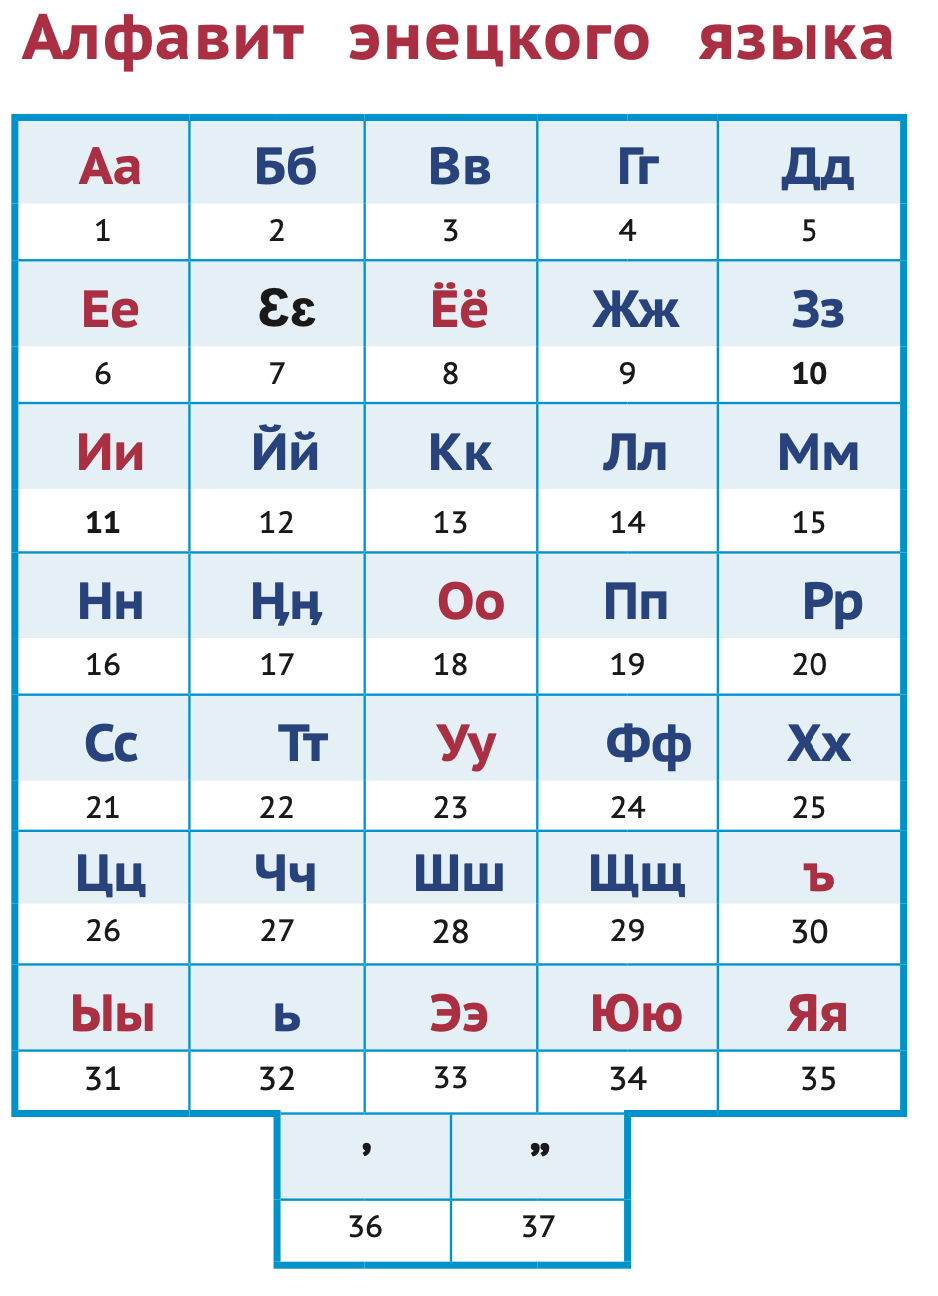 Алфавит энецкого языка
Аа Бб Вв Гг Дд
1 2 3 4 5
Ее Ԑԑ Ёё Жж Зз
6 7 8 9 10
Ии Йй Кк Лл Мм
11 12 13 14 15
Нн Ӊӊ Оо Пп Рр
16 17 18 19 20
Сс Тт Уу Фф Хх
21 22 23 24 25
Цц Чч Шш Щщ ъ
26 27 28 29 30
Ыы ь Ээ Юю Яя
31 32 33 34 35
’ ”
36 37